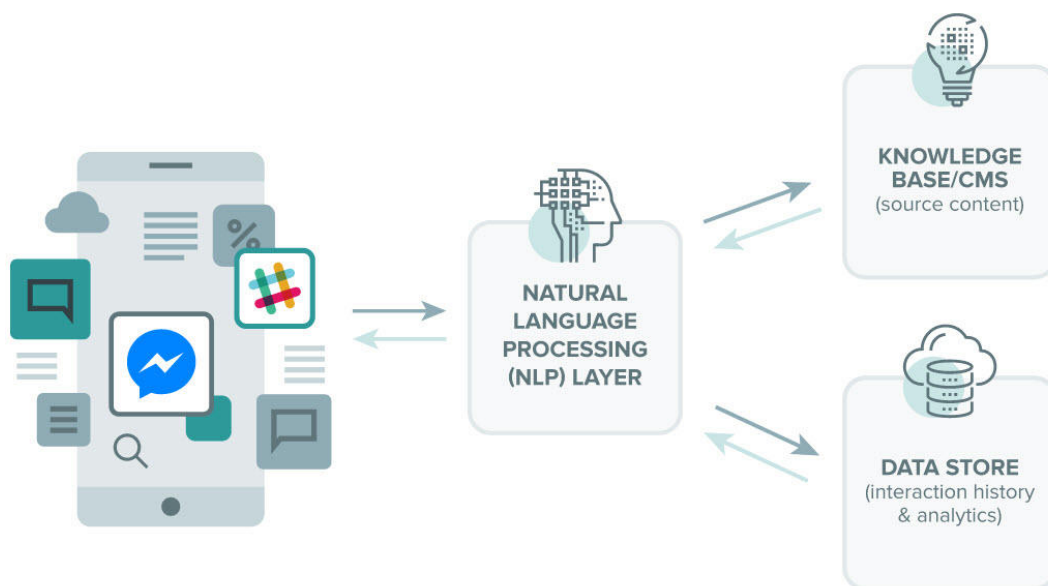 NATURAL
LANGUAGE
PROCESSING
(NLP) LAYER
KNOWLEDGE
BASE/CMS
(source content)
DATA STORE
(interaction history
& analytics)